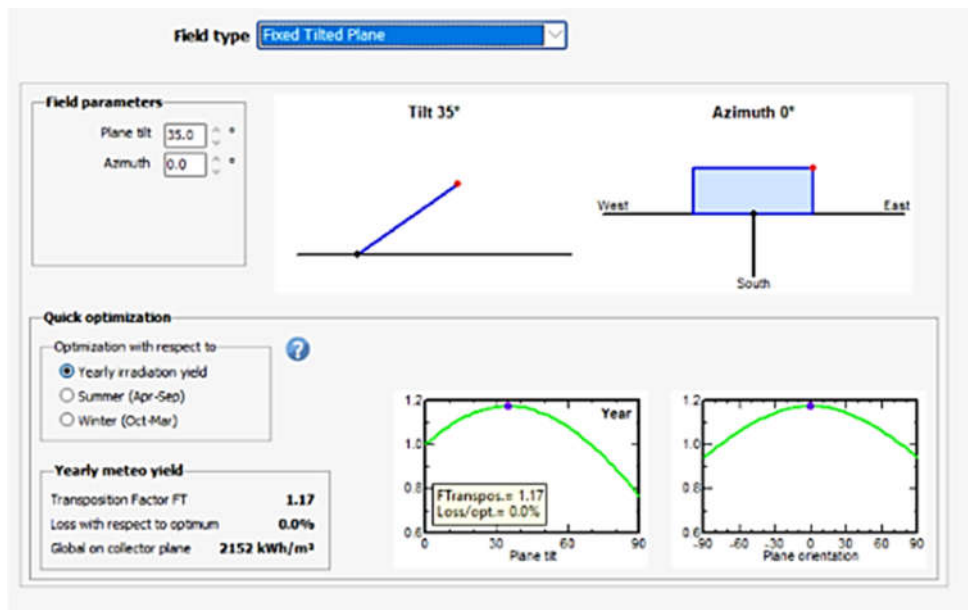 Field type Fixed Tilted Plane
Field parameters
Plane tilt 35.0 °
Azimuth 0.0 °
Tilt 35°
Azimuth 0°
West
East
South
Quick optimization
Optimization with respect to
Yearly irradiation yield
Summer (Apr-Sep)
Winter (Oct-Mar)
?
Yearly meteo yield
Transposition Factor FT 1.17
Loss with respect to optimum 0.0%
Global on collector plane 2152 kWh/m²
1.2
1.0
0.8
0.6
Year
FTranspos.= 1.17
Loss/opt.= 0.0%
0 30 60 90
Plane tilt
1.2
1.0
0.8
0.6
-90 -60 -30 0 30 60 90
Plane orientation